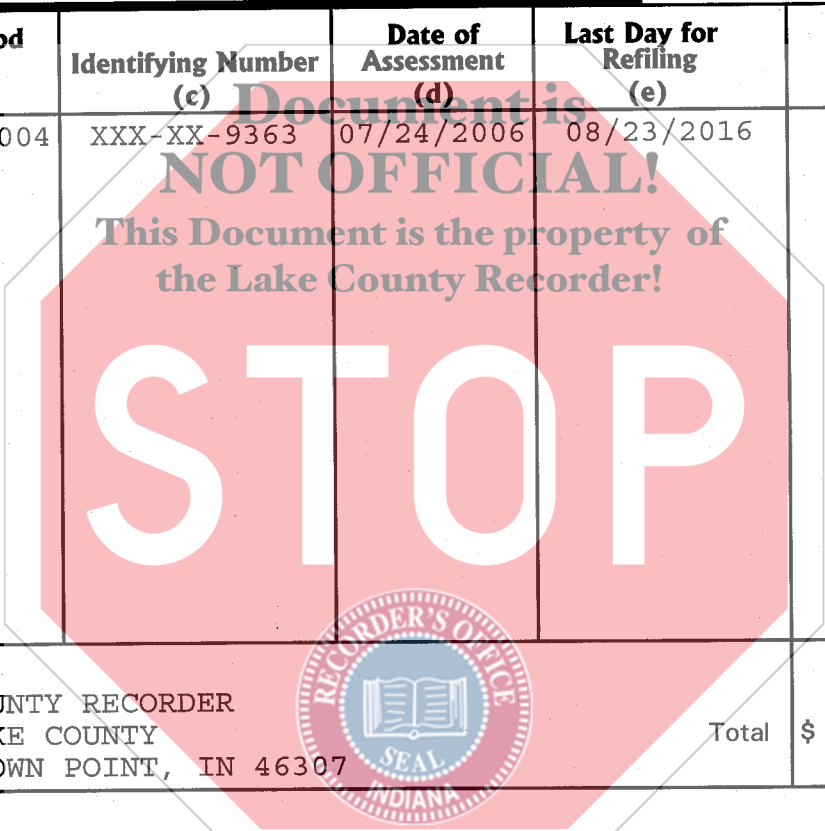 od
Identifying Number
(c)
Date of
Assessment
(d)
Last Day for
Refiling
(e)
004 XXX-XX-9363 07/24/2006 08/23/2016
Document is
NOT OFFICIAL!
This Document is the property of
the Lake County Recorder!
STOP
RECORDER'S OFFICE
SEAL
INDIANA
UNTY RECORDER
KE COUNTY
OWN POINT, IN 46307
Total $